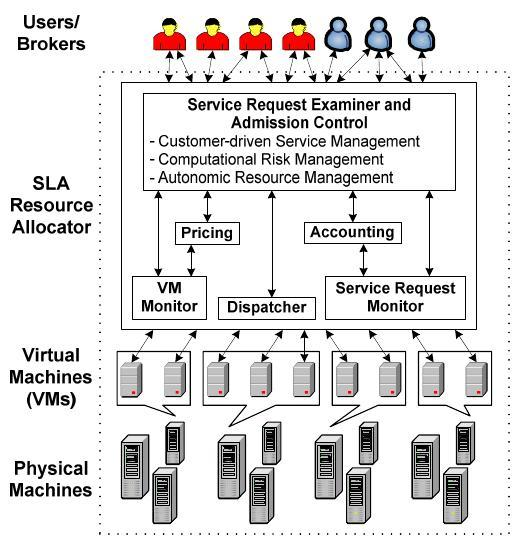 Users/
Brokers
Service Request Examiner and
Admission Control
- Customer-driven Service Management
- Computational Risk Management
- Autonomic Resource Management
SLA
Resource
Allocator
Pricing
Accounting
VM
Monitor
Dispatcher
Service Request
Monitor
Virtual
Machines
(VMs)
Physical
Machines